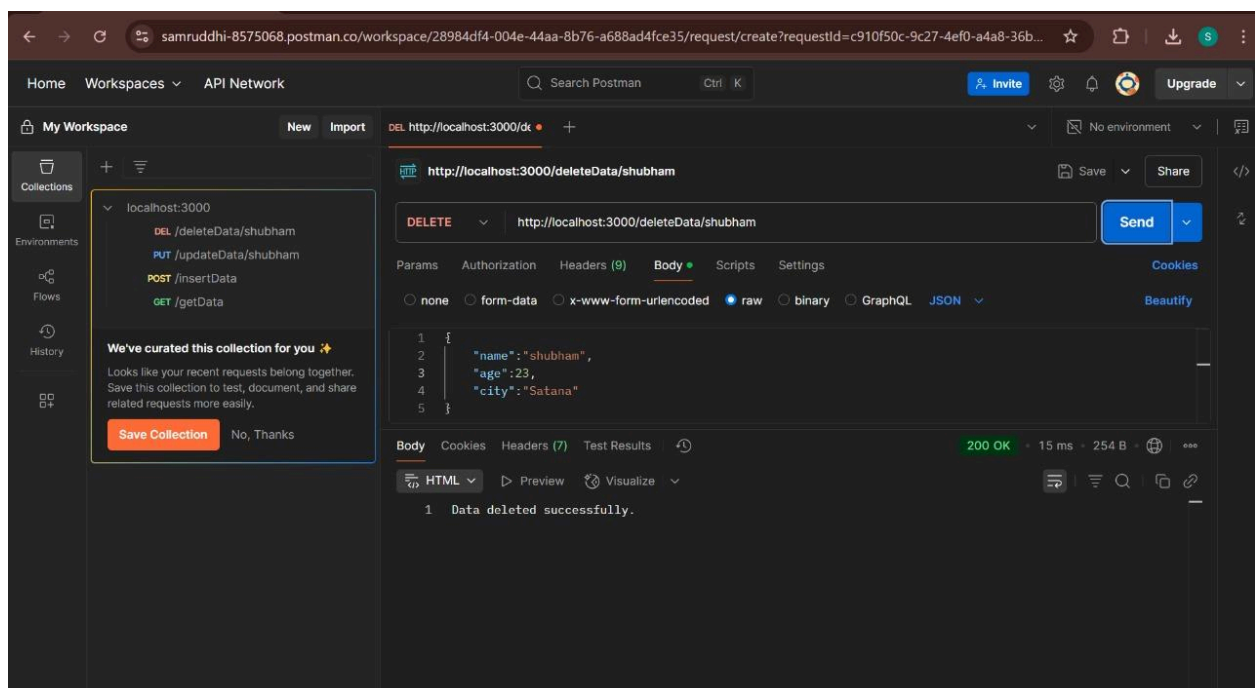 samruddhi-8575068.postman.co/workspace/28984df4-004e-44aa-8b76-a688ad4fce35/request/create?requestId=c910f50c-9c27-4ef0-a4a8-36b...
S
Home Workspaces API Network Search Postman Ctrl K Invite Upgrade
My Workspace New Import DEL http://localhost:3000/de No environment
Collections
Environments
Flows
History
localhost:3000
DEL /deleteData/shubham
PUT /updateData/shubham
POST /insertData
GET /getData
We've curated this collection for you
Looks like your recent requests belong together.
Save this collection to test, document, and share
related requests more easily.
Save Collection No, Thanks
HTTP http://localhost:3000/deleteData/shubham Save Share
DELETE http://localhost:3000/deleteData/shubham Send
Params Authorization Headers (9) Body Scripts Settings Cookies
none form-data x-www-form-urlencoded raw binary GraphQL JSON Beautify
1 {
2 "name":"shubham",
3 "age":23,
4 "city":"Satana"
5 }
Body Cookies Headers (7) Test Results 200 OK 15 ms 254 B
HTML Preview Visualize
1 Data deleted successfully.